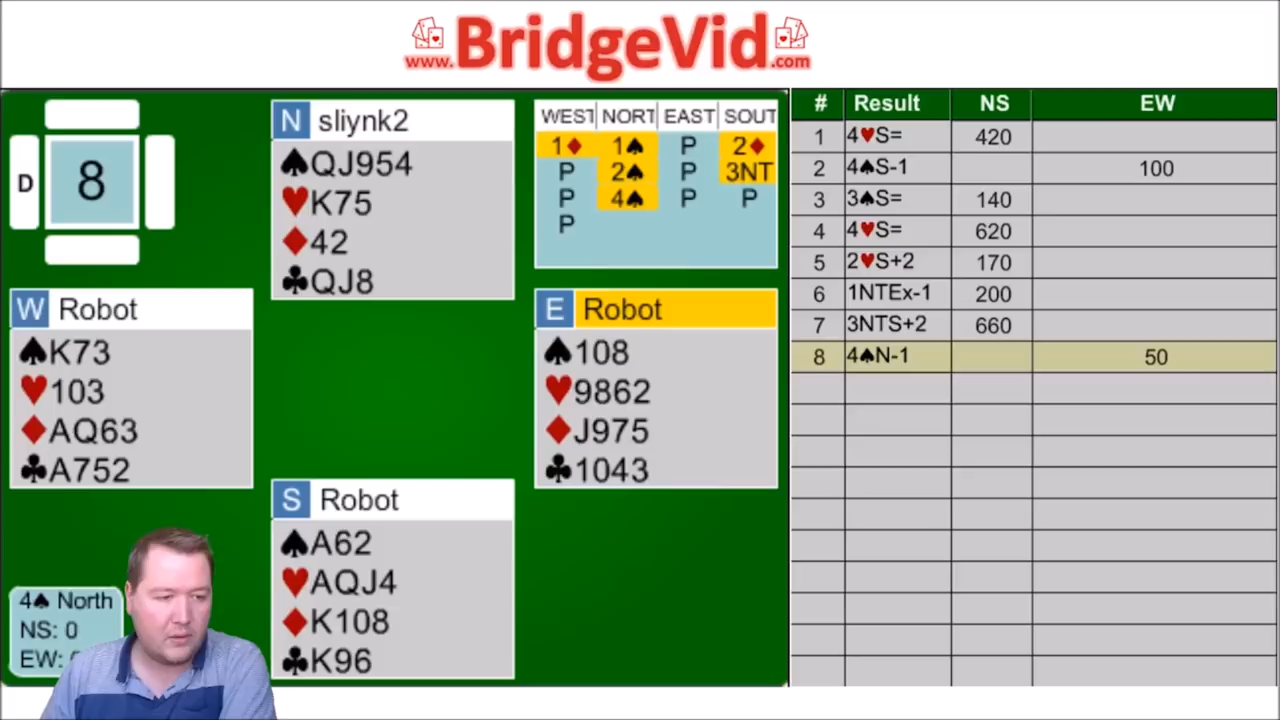 www.BridgeVid.com
D 8
N sliynk2
♠QJ954
♥K75
♦42
♣QJ8
WEST NORT EAST SOUT
1♦ 1♠ P 2♦
P 2♠ P 3NT
P 4♠ P P
P
W Robot
♠K73
♥103
♦AQ63
♣A752
E Robot
♠108
♥9862
♦J975
♣1043
S Robot
♠A62
♥AQJ4
♦K108
♣K96
4♠ North
NS: 0
EW:
# Result NS EW
1 4♥S= 420
2 4♠S-1 100
3 3♠S= 140
4 4♥S= 620
5 2♥S+2 170
6 1NTEx-1 200
7 3NTS+2 660
8 4♠N-1 50